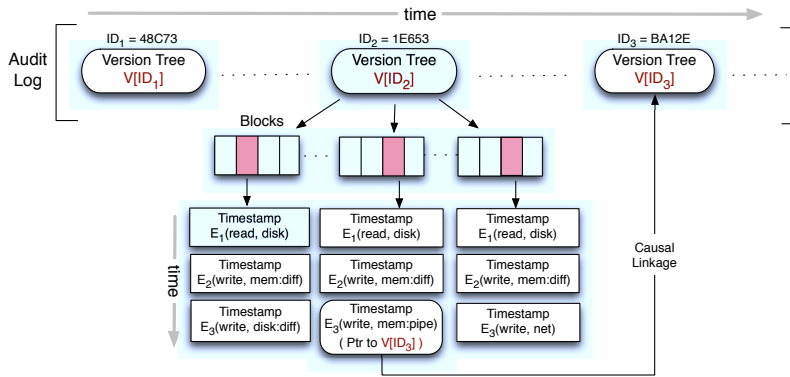 time
Audit
Log
ID1 = 48C73
Version Tree
V[ID1]
ID2 = 1E653
Version Tree
V[ID2]
ID3 = BA12E
Version Tree
V[ID3]
Blocks
time
Timestamp
E1(read, disk)
Timestamp
E1(read, disk)
Timestamp
E1(read, disk)
Timestamp
E2(write, mem:diff)
Timestamp
E2(write, mem:diff)
Timestamp
E2(write, mem:diff)
Timestamp
E3(write, disk:diff)
Timestamp
E3(write, mem:pipe)
( Ptr to V[ID3] )
Timestamp
E3(write, net)
Causal
Linkage